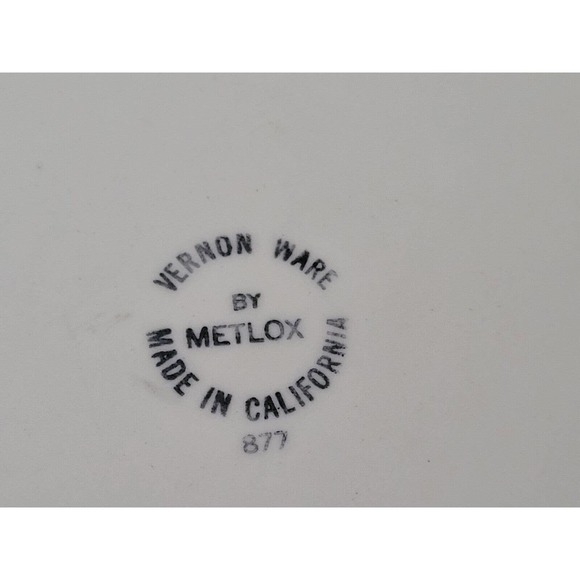 VERNON WARE
BY
METLOX
MADE IN CALIFORNIA
877